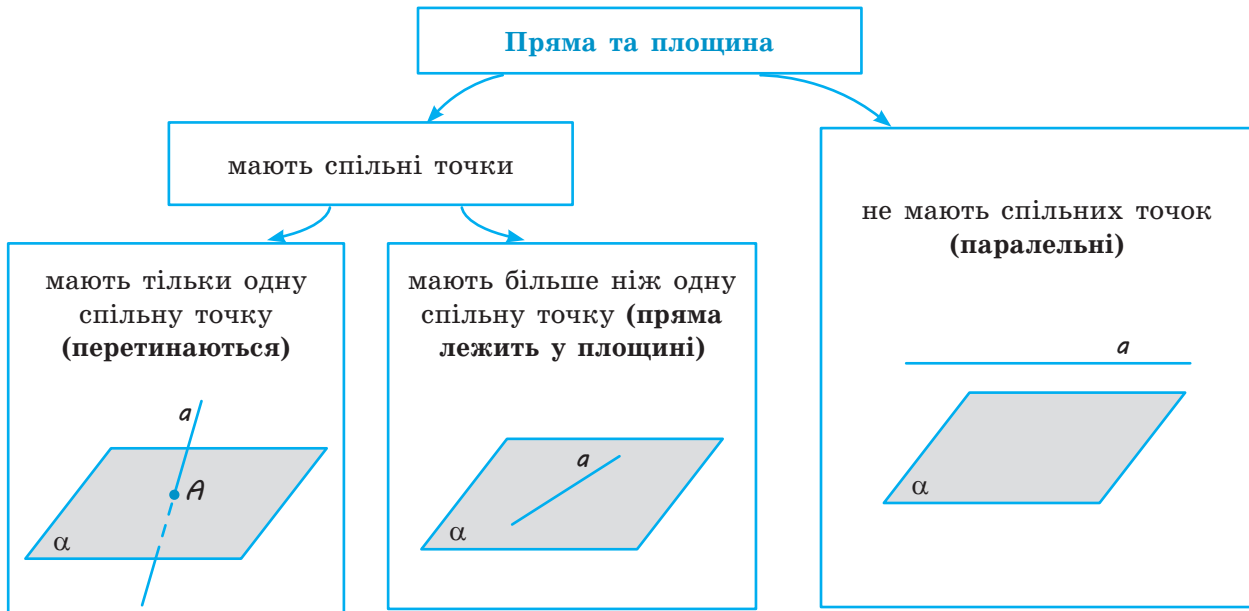 Пряма та площина
мають спільні точки
не мають спільних точок
(паралельні)
мають тільки одну
спільну точку
(перетинаються)
мають більше ніж одну
спільну точку (пряма
лежить у площині)
a
A
α
a
α
a
α